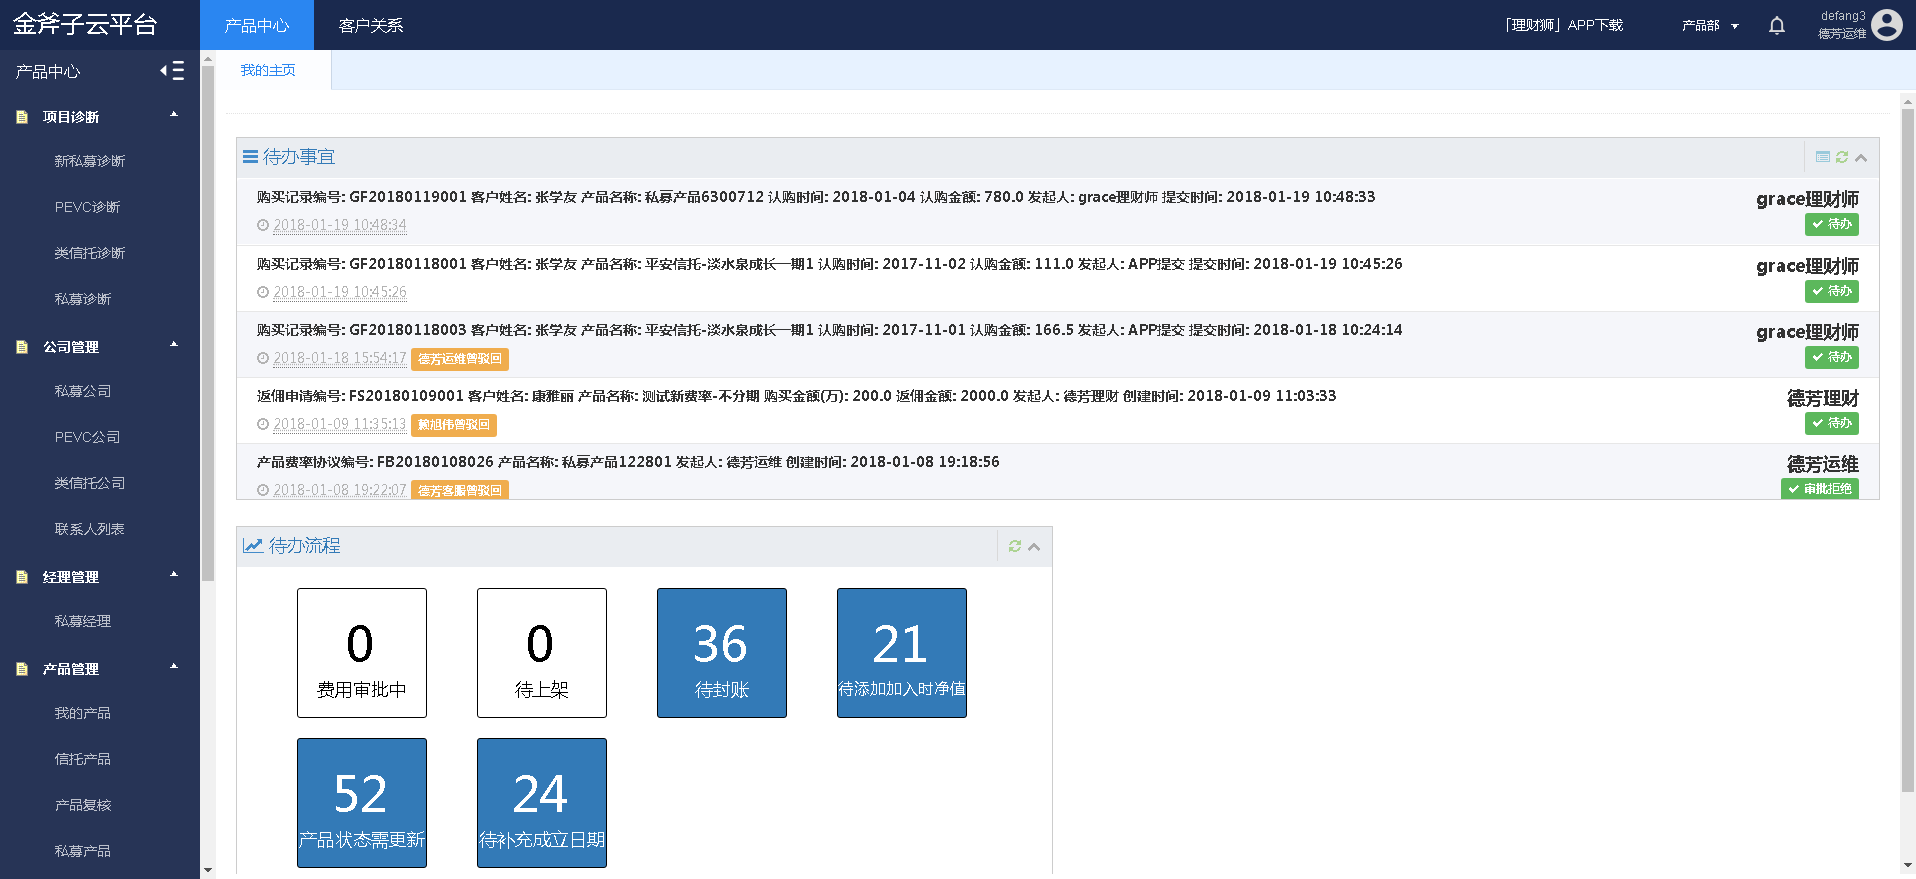 金斧子云平台
产品中心
客户关系
「理财狮」APP下载
产品部
defang3
德芳运维
产品中心
项目诊断
新私募诊断
PEVC诊断
类信托诊断
私募诊断
公司管理
私募公司
PEVC公司
类信托公司
联系人列表
经理管理
私募经理
产品管理
我的产品
信托产品
产品复核
私募产品
我的主页
待办事宜
购买记录编号: GF20180119001 客户姓名: 张学友 产品名称: 私募产品6300712 认购时间: 2018-01-04 认购金额: 780.0 发起人: grace理财师 提交时间: 2018-01-19 10:48:33
grace理财师
2018-01-19 10:48:34
待办
购买记录编号: GF20180118001 客户姓名: 张学友 产品名称: 平安信托-淡水泉成长一期1 认购时间: 2017-11-02 认购金额: 111.0 发起人: APP提交 提交时间: 2018-01-19 10:45:26
grace理财师
2018-01-19 10:45:26
待办
购买记录编号: GF20180118003 客户姓名: 张学友 产品名称: 平安信托-淡水泉成长一期1 认购时间: 2017-11-01 认购金额: 166.5 发起人: APP提交 提交时间: 2018-01-18 10:24:14
grace理财师
2018-01-18 15:54:17 德芳运维曾驳回
待办
返佣申请编号: FS20180109001 客户姓名: 康雅丽 产品名称: 测试新费率-不分期 购买金额(万): 200.0 返佣金额: 2000.0 发起人: 德芳理财 创建时间: 2018-01-09 11:03:33
德芳理财
2018-01-09 11:35:13 赖旭伟曾驳回
待办
产品费率协议编号: FB20180108026 产品名称: 私募产品122801 发起人: 德芳运维 创建时间: 2018-01-08 19:18:56
德芳运维
2018-01-08 19:22:07 德芳客服曾驳回
审批拒绝
待办流程
0
费用审批中
0
待上架
36
待封账
21
待添加加入时净值
52
产品状态需更新
24
待补充成立日期